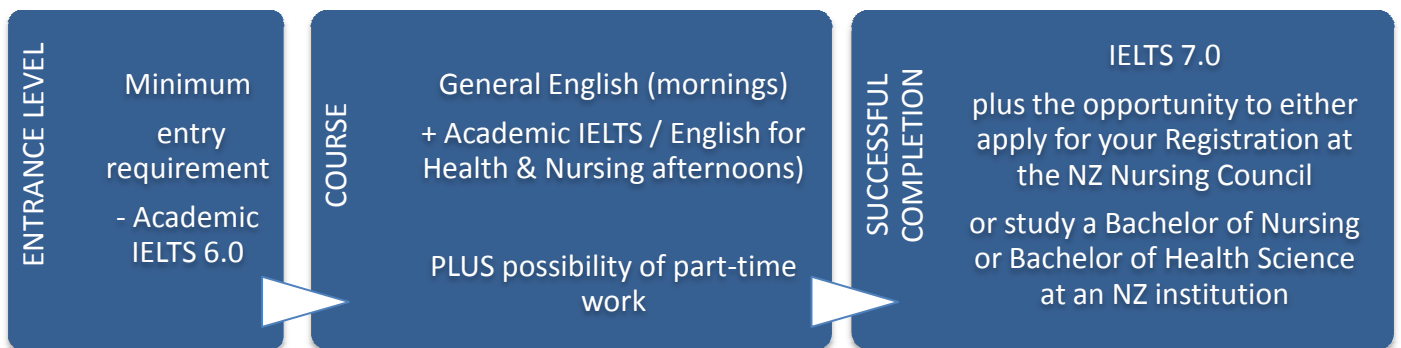 ENTRANCE LEVEL
Minimum
entry
requirement
- Academic
IELTS 6.0
COURSE
General English (mornings)
+ Academic IELTS / English for
Health & Nursing afternoons)
PLUS possibility of part-time
work
SUCCESSFUL
COMPLETION
IELTS 7.0
plus the opportunity to either
apply for your Registration at
the NZ Nursing Council
or study a Bachelor of Nursing
or Bachelor of Health Science
at an NZ institution